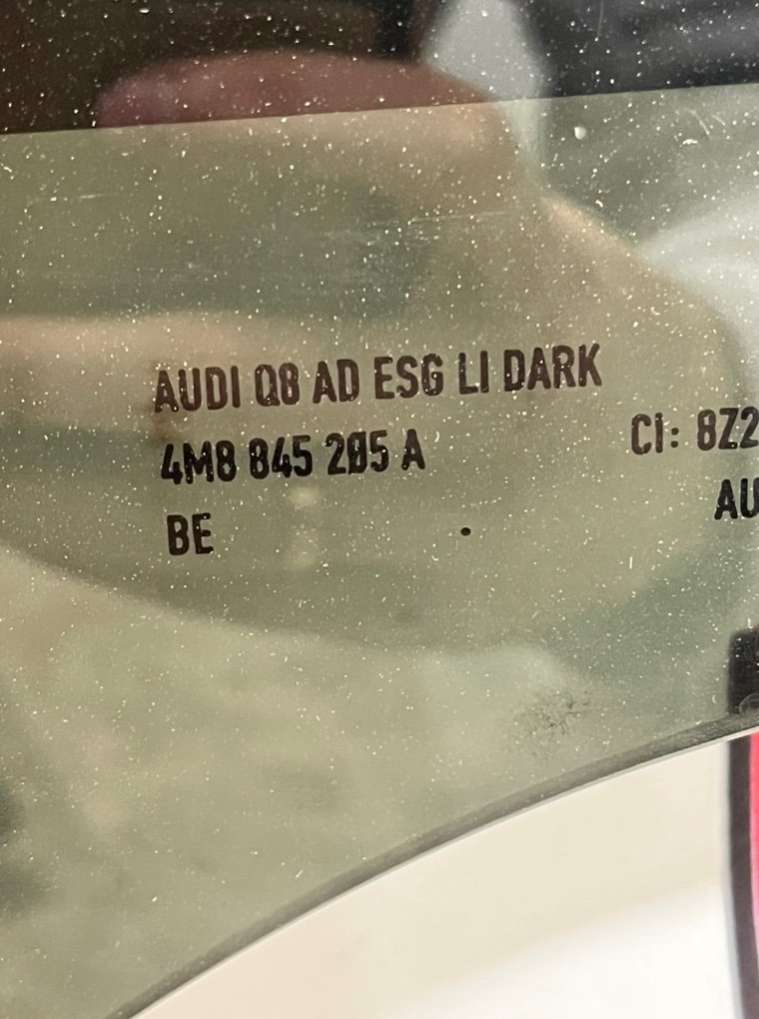 AUDI Q8 AD ESG LI DARK
4M8 845 205 A
CI: 8Z2
BE
AU